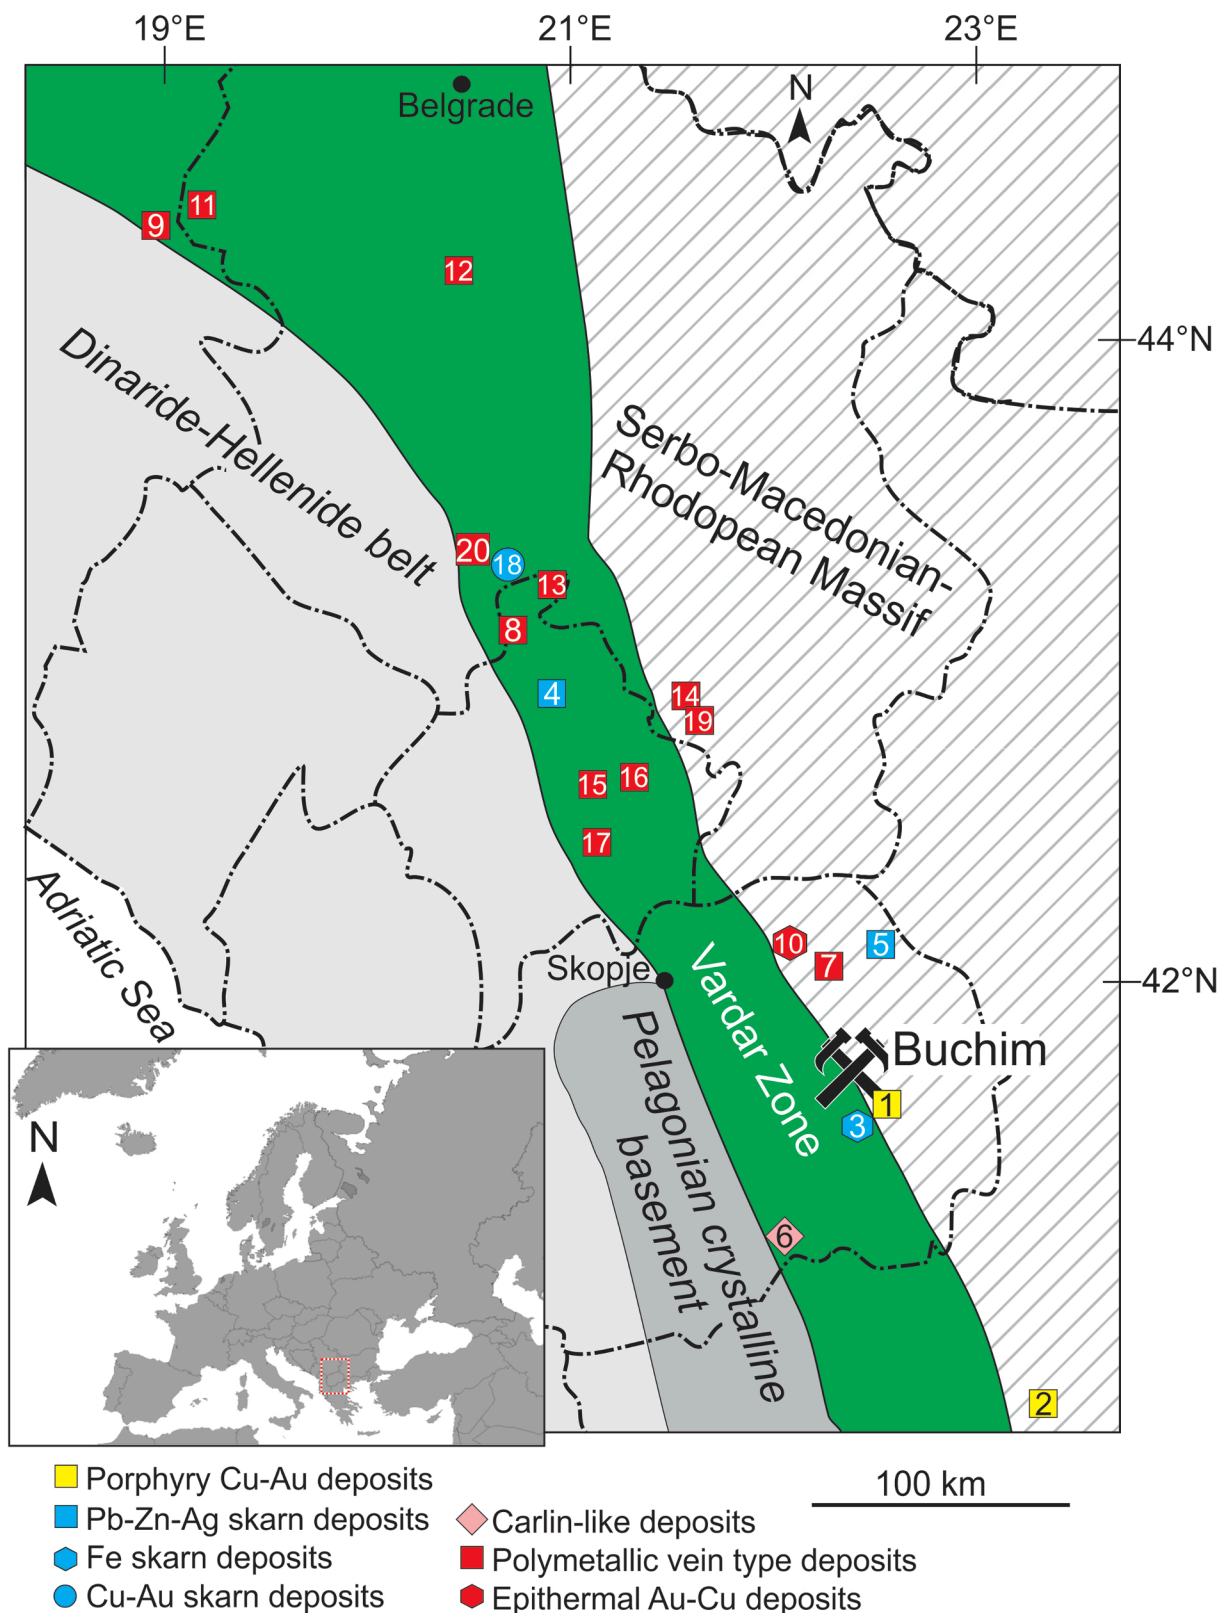 19°E
21°E
23°E
Belgrade
N
11
9
12
44°N
Dinaride-Hellenide belt
Serbo-Macedonian-
Rhodopean Massif
20
18
13
8
4
14
19
15
16
17
Adriatic Sea
10
5
7
Skopje
42°N
Vardar Zone
Buchim
1
3
Pelagonian crystalline
basement
N
6
2
Porphyry Cu-Au deposits
Pb-Zn-Ag skarn deposits
Fe skarn deposits
Cu-Au skarn deposits
100 km
Carlin-like deposits
Polymetallic vein type deposits
Epithermal Au-Cu deposits